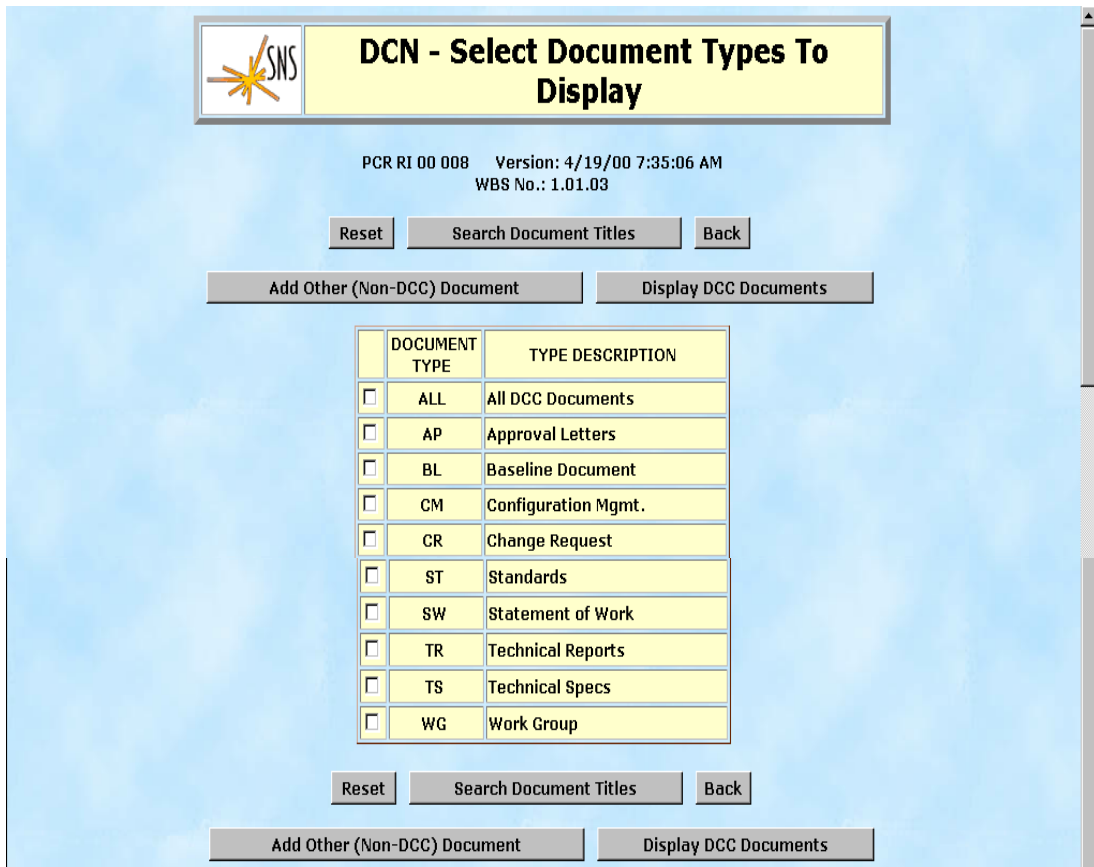 SNS
DCN - Select Document Types To
Display
PCR RI 00 008 Version: 4/19/00 7:35:06 AM
WBS No.: 1.01.03
Reset Search Document Titles Back
Add Other (Non-DCC) Document Display DCC Documents
DOCUMENT TYPE TYPE DESCRIPTION
ALL All DCC Documents
AP Approval Letters
BL Baseline Document
CM Configuration Mgmt.
CR Change Request
ST Standards
SW Statement of Work
TR Technical Reports
TS Technical Specs
WG Work Group
Reset Search Document Titles Back
Add Other (Non-DCC) Document Display DCC Documents